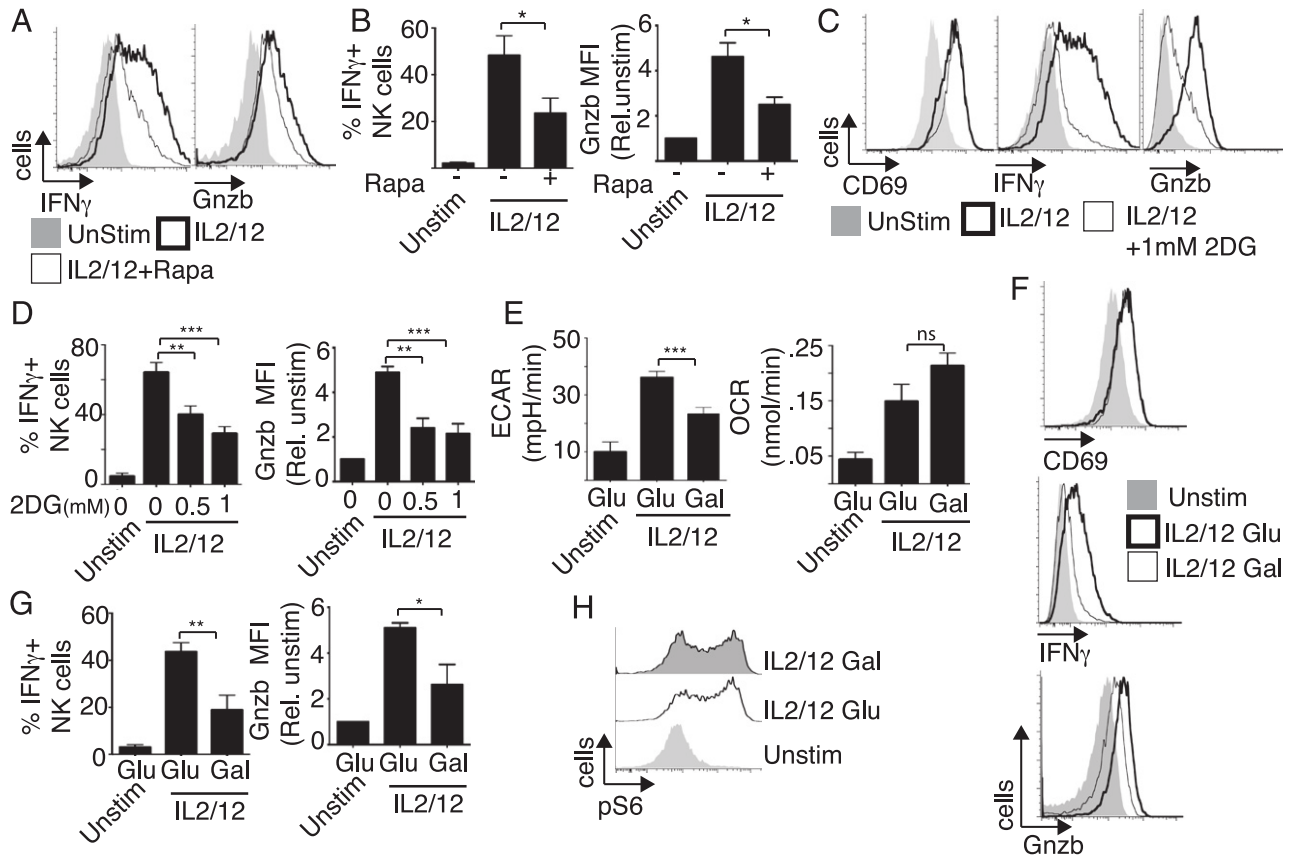 A
cells
IFNγ
Gnzb
UnStim
IL2/12
IL2/12+Rapa
B
% IFNγ+
NK cells
60
40
20
*
Rapa
-
-
+
Unstim
IL2/12
Gnzb MFI
(Rel.unstim)
6
4
2
*
Rapa
-
-
+
Unstim
IL2/12
C
cells
CD69
IFNγ
Gnzb
UnStim
IL2/12
IL2/12
+1mM 2DG
D
% IFNγ+
NK cells
80
40
0
***
**
2DG(mM)
0
0
0.5
1
Unstim
IL2/12
Gnzb MFI
(Rel. unstim)
6
4
2
0
***
**
0
0
0.5
1
Unstim
IL2/12
E
ECAR
(mpH/min)
50
30
10
***
Glu
Glu
Gal
Unstim
IL2/12
OCR
(nmol/min)
.25
.15
.05
ns
Glu
Glu
Gal
Unstim
IL2/12
F
CD69
Unstim
IL2/12 Glu
IL2/12 Gal
IFNγ
cells
Gnzb
G
% IFNγ+
NK cells
60
40
20
0
**
Glu
Glu
Gal
Unstim
IL2/12
Gnzb MFI
(Rel. unstim)
6
4
2
0
*
Glu
Glu
Gal
Unstim
IL2/12
H
IL2/12 Gal
IL2/12 Glu
Unstim
cells
pS6